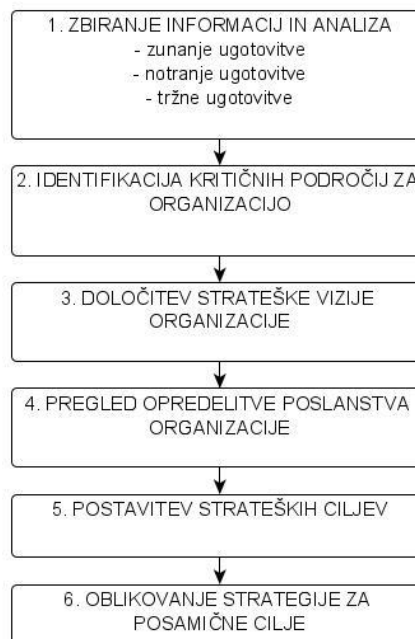 1. ZBIRANJE INFORMACIJ IN ANALIZA
- zunanje ugotovitve
- notranje ugotovitve
- tržne ugotovitve
2. IDENTIFIKACIJA KRITIČNIH PODROČIJ ZA
ORGANIZACIJO
3. DOLOČITEV STRATEŠKE VIZIJE
ORGANIZACIJE
4. PREGLED OPREDELITVE POSLANSTVA
ORGANIZACIJE
5. POSTAVITEV STRATEŠKIH CILJEV
6. OBLIKOVANJE STRATEGIJE ZA
POSAMIČNE CILJE